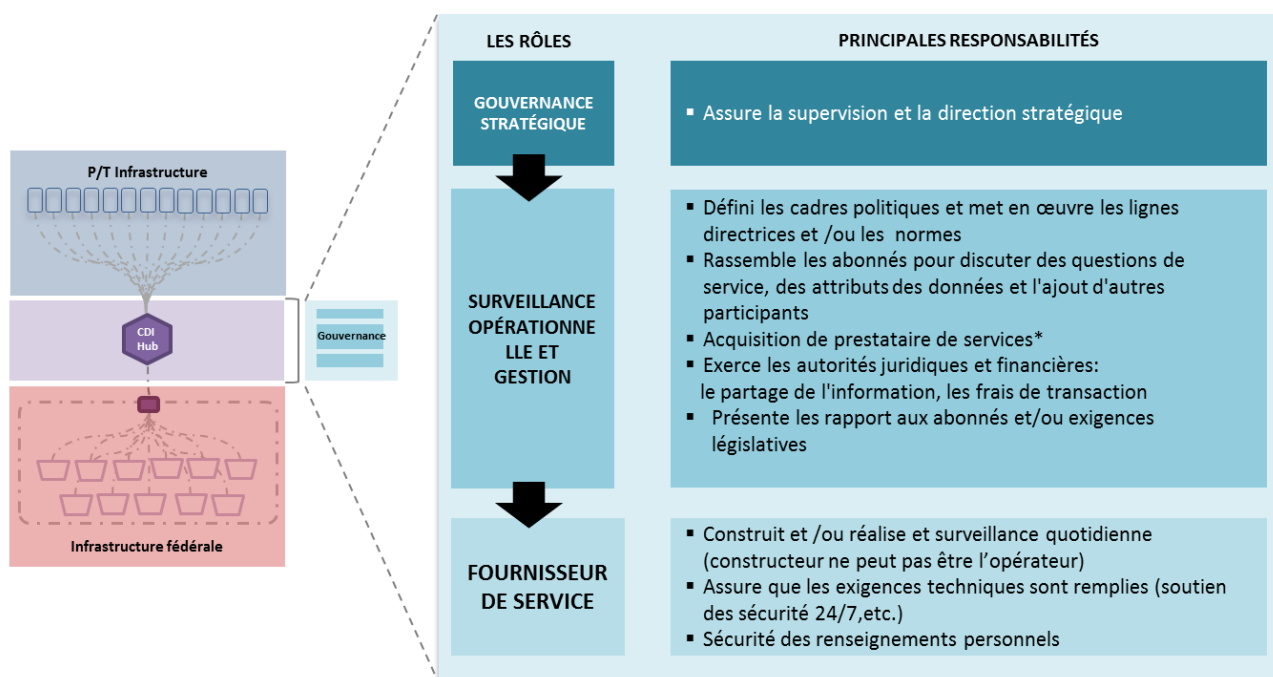 P/T Infrastructure
CDI
Hub
Gouvernance
Infrastructure fédérale
LES RÔLES
PRINCIPALES RESPONSABILITÉS
GOUVERNANCE
STRATÉGIQUE
▪ Assure la supervision et la direction stratégique
SURVEILLANCE
OPÉRATIONNE
LLE ET
GESTION
▪ Défini les cadres politiques et met en œuvre les lignes
directrices et /ou les normes
▪ Rassemble les abonnés pour discuter des questions de
service, des attributs des données et l'ajout d'autres
participants
▪ Acquisition de prestataire de services*
▪ Exerce les autorités juridiques et financières:
le partage de l'information, les frais de transaction
▪ Présente les rapport aux abonnés et/ou exigences
législatives
FOURNISSEUR
DE SERVICE
▪ Construit et /ou réalise et surveillance quotidienne
(constructeur ne peut pas être l’opérateur)
▪ Assure que les exigences techniques sont remplies (soutien
des sécurité 24/7,etc.)
▪ Sécurité des renseignements personnels